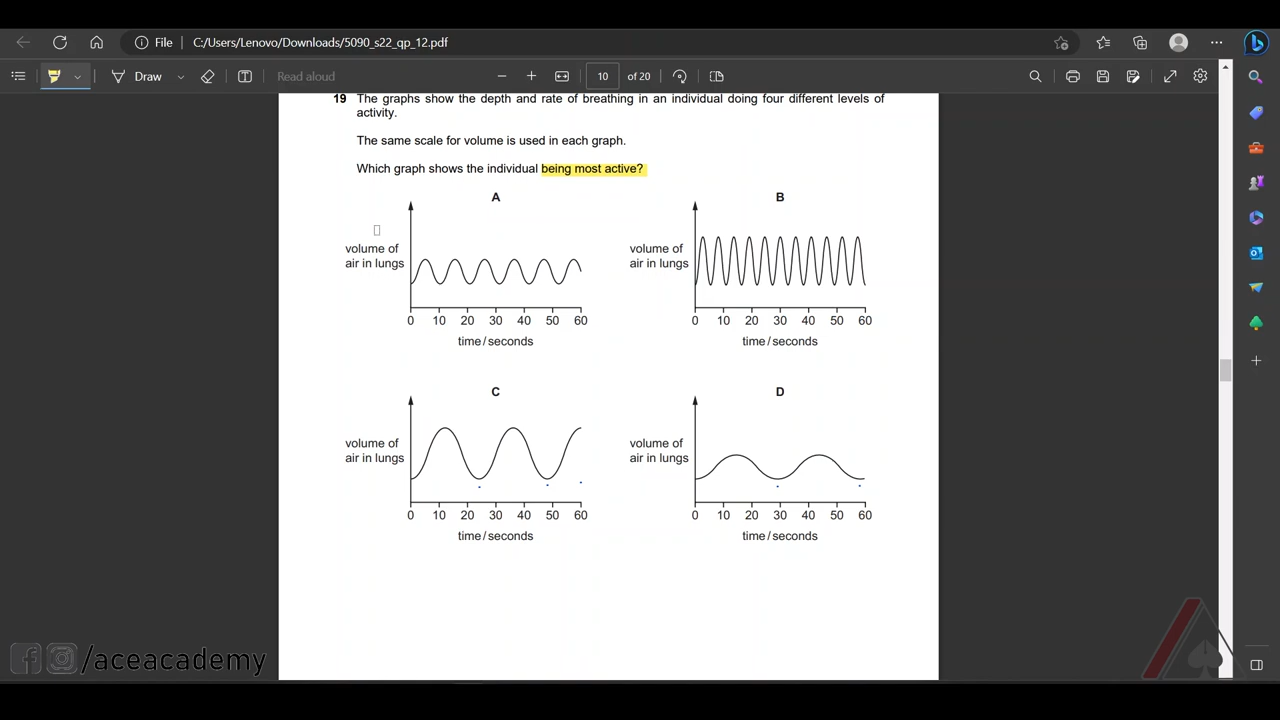 File
C:/Users/Lenovo/Downloads/5090_s22_qp_12.pdf
Draw
Read aloud
10 of 20
19 The graphs show the depth and rate of breathing in an individual doing four different levels of
activity.
The same scale for volume is used in each graph.
Which graph shows the individual being most active?
A
volume of
air in lungs
0 10 20 30 40 50 60
time / seconds
B
volume of
air in lungs
0 10 20 30 40 50 60
time / seconds
C
volume of
air in lungs
0 10 20 30 40 50 60
time / seconds
D
volume of
air in lungs
0 10 20 30 40 50 60
time / seconds
/aceacademy